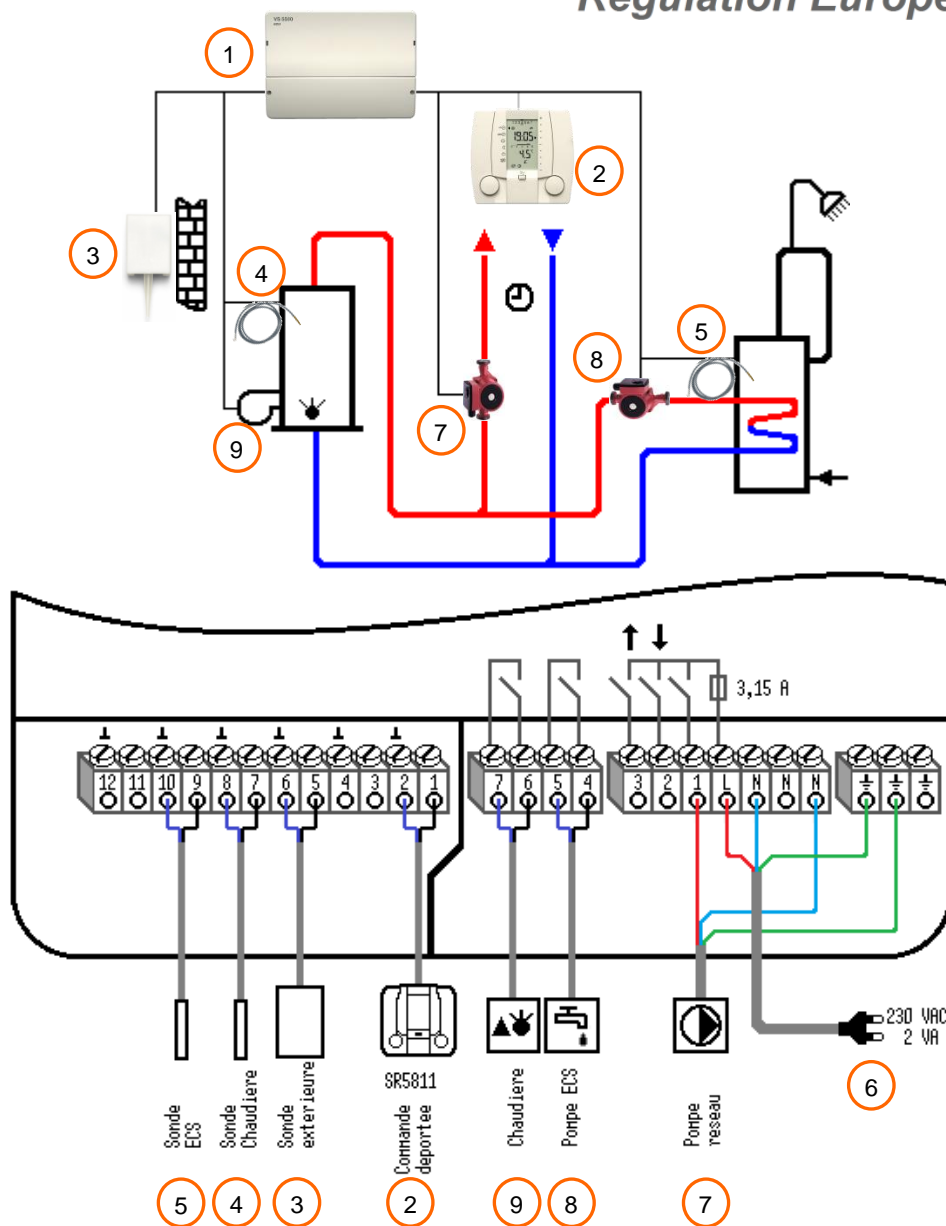 Regulation Europe
VS 5500
1
19.05
4.5
2
3
4
5
8
7
9
3,15 A
12 11 10 9 8 7 6 5 4 3 2 1
7 6 5 4
3 2 1 L N N N
230 VAC
2 VA
6
SR5811
Sonde
ECS
Sonde
Chaudiere
Sonde
exterieure
Commande
deportee
Chaudiere
Pompe ECS
Pompe
reseau
5 4 3 2 9 8 7